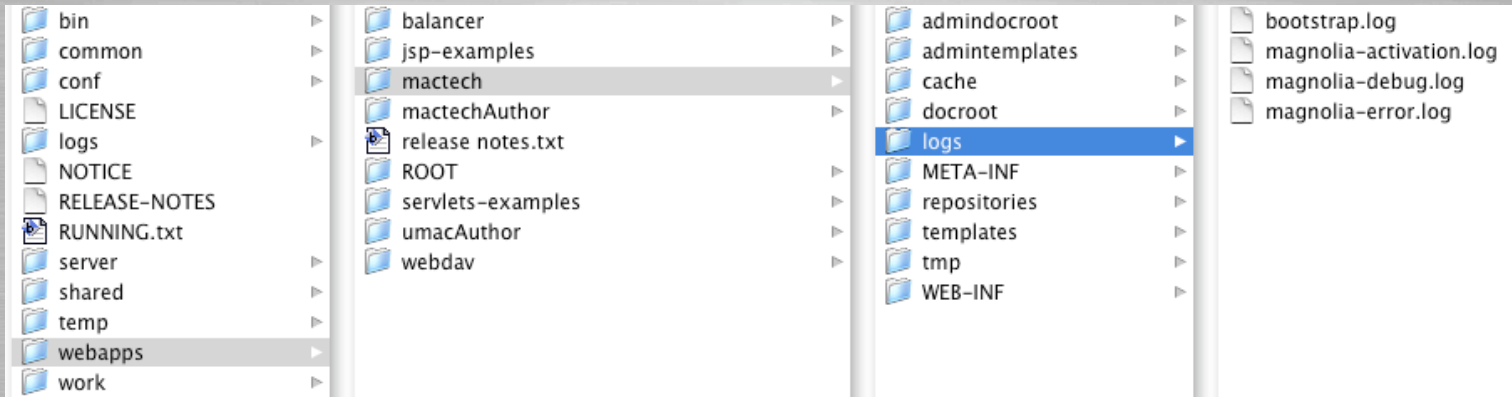 bin
common
conf
LICENSE
logs
NOTICE
RELEASE-NOTES
RUNNING.txt
server
shared
temp
webapps
work
balancer
jsp-examples
mactech
mactechAuthor
release notes.txt
ROOT
servlets-examples
umacAuthor
webdav
admindocroot
admintemplates
cache
docroot
logs
META-INF
repositories
templates
tmp
WEB-INF
bootstrap.log
magnolia-activation.log
magnolia-debug.log
magnolia-error.log